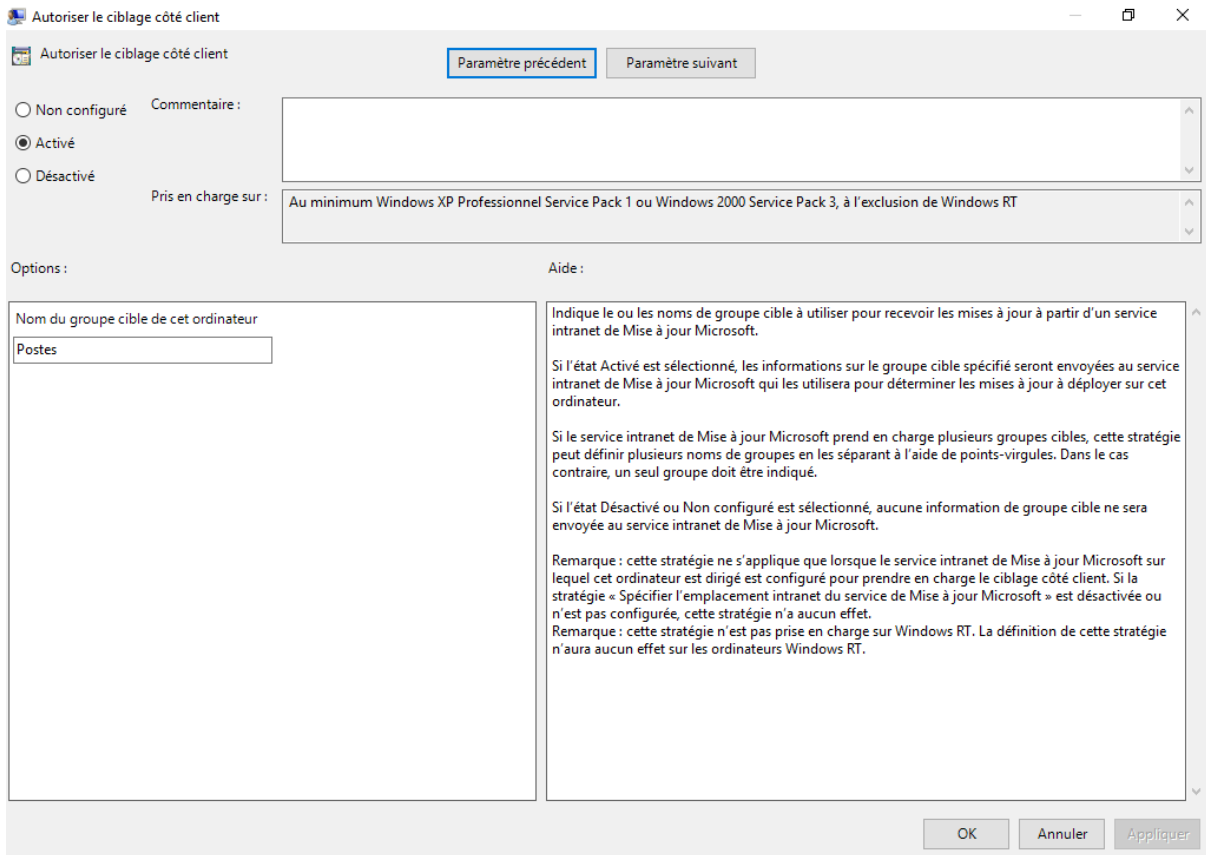 Autoriser le ciblage côté client
Autoriser le ciblage côté client
Paramètre précédent
Paramètre suivant
Non configuré
Commentaire :
Activé
Désactivé
Pris en charge sur :
Au minimum Windows XP Professionnel Service Pack 1 ou Windows 2000 Service Pack 3, à l’exclusion de Windows RT
Options :
Aide :
Nom du groupe cible de cet ordinateur
Postes
Indique le ou les noms de groupe cible à utiliser pour recevoir les mises à jour à partir d’un service
intranet de Mise à jour Microsoft.
Si l’état Activé est sélectionné, les informations sur le groupe cible spécifié seront envoyées au service
intranet de Mise à jour Microsoft qui les utilisera pour déterminer les mises à jour à déployer sur cet
ordinateur.
Si le service intranet de Mise à jour Microsoft prend en charge plusieurs groupes cibles, cette stratégie
peut définir plusieurs noms de groupes en les séparant à l’aide de points-virgules. Dans le cas
contraire, un seul groupe doit être indiqué.
Si l’état Désactivé ou Non configuré est sélectionné, aucune information de groupe cible ne sera
envoyée au service intranet de Mise à jour Microsoft.
Remarque : cette stratégie ne s’applique que lorsque le service intranet de Mise à jour Microsoft sur
lequel cet ordinateur est dirigé est configuré pour prendre en charge le ciblage côté client. Si la
stratégie « Spécifier l’emplacement intranet du service de Mise à jour Microsoft » est désactivée ou
n’est pas configurée, cette stratégie n’a aucun effet.
Remarque : cette stratégie n’est pas prise en charge sur Windows RT. La définition de cette stratégie
n’aura aucun effet sur les ordinateurs Windows RT.
OK
Annuler
Appliquer